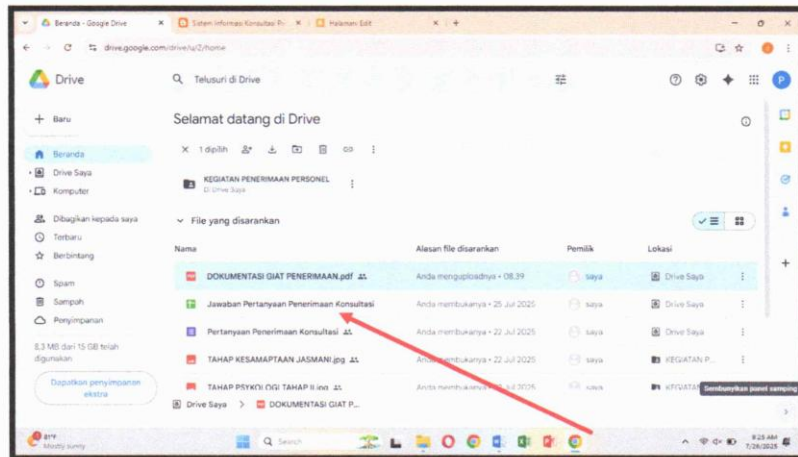 Beranda - Google Drive
Sistem Informasi Konsultasi P
Halaman Edit
drive.google.com/drive/u/2/home
Drive
Telusuri di Drive
P
Baru
Selamat datang di Drive
Beranda
1 dipilih
Drive Saya
KEGIATAN PENERIMAAN PERSONEL
Komputer
Di Drive Saya
Dibagikan kepada saya
File yang disarankan
Terbaru
Berbintang
Nama Alasan file disarankan Pemilik Lokasi
Spam
DOKUMENTASI GIAT PENERIMAAN.pdf Anda menguploadnya • 08.39 saya Drive Saya
Sampah
Jawaban Pertanyaan Penerimaan Konsultasi Anda membukanya • 25 Jul 2025 saya Drive Saya
Penyimpanan
Pertanyaan Penerimaan Konsultasi Anda membukanya • 22 Jul 2025 saya Drive Saya
8,3 MB dari 15 GB telah
digunakan
TAHAP KESAMAPTAAN JASMANI.jpg Anda membukanya • 22 Jul 2025 saya KEGIATAN P...
Dapatkan penyimpanan
ekstra
TAHAP PSYKOLOGI TAHAP II.jpg Anda membukanya 2025 saya KEGIATAN
Sembunyikan panel samping
Drive Saya > DOKUMENTASI GIAT P...
81°F
Mostly sunny
Search
9:25 AM
7/26/2025